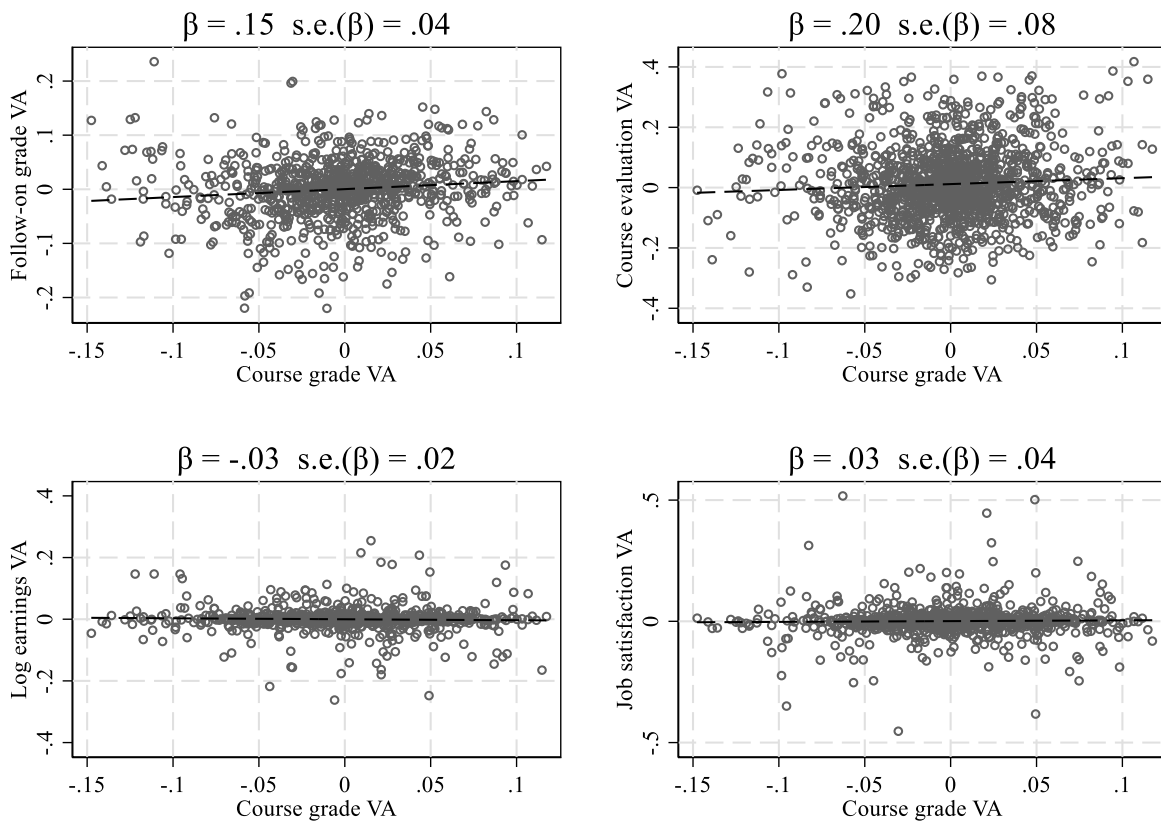 β = .15 s.e.(β) = .04
Follow-on grade VA
.2
.1
0
-.1
-.2
-.15 -.1 -.05 0 .05 .1
Course grade VA
β = .20 s.e.(β) = .08
Course evaluation VA
.4
.2
0
-.2
-.4
-.15 -.1 -.05 0 .05 .1
Course grade VA
β = -.03 s.e.(β) = .02
Log earnings VA
.4
.2
0
-.2
-.4
-.15 -.1 -.05 0 .05 .1
Course grade VA
β = .03 s.e.(β) = .04
Job satisfaction VA
.5
0
-.5
-.15 -.1 -.05 0 .05 .1
Course grade VA